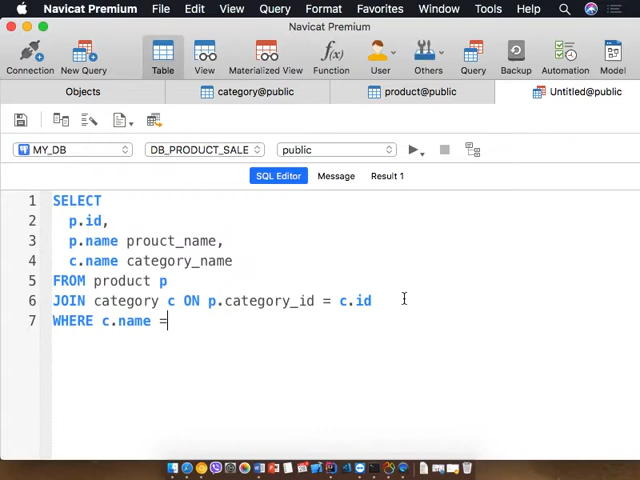 Navicat Premium File Edit View Query Format Favorites Window Tools Help
Navicat Premium
Connection New Query Table View Materialized View Function User Others Query Backup Automation Model
Objects category@public product@public Untitled@public
MY_DB DB_PRODUCT_SALE public
SQL Editor Message Result 1
1 SELECT
2 p.id,
3 p.name prouct_name,
4 c.name category_name
5 FROM product p
6 JOIN category c ON p.category_id = c.id
7 WHERE c.name =